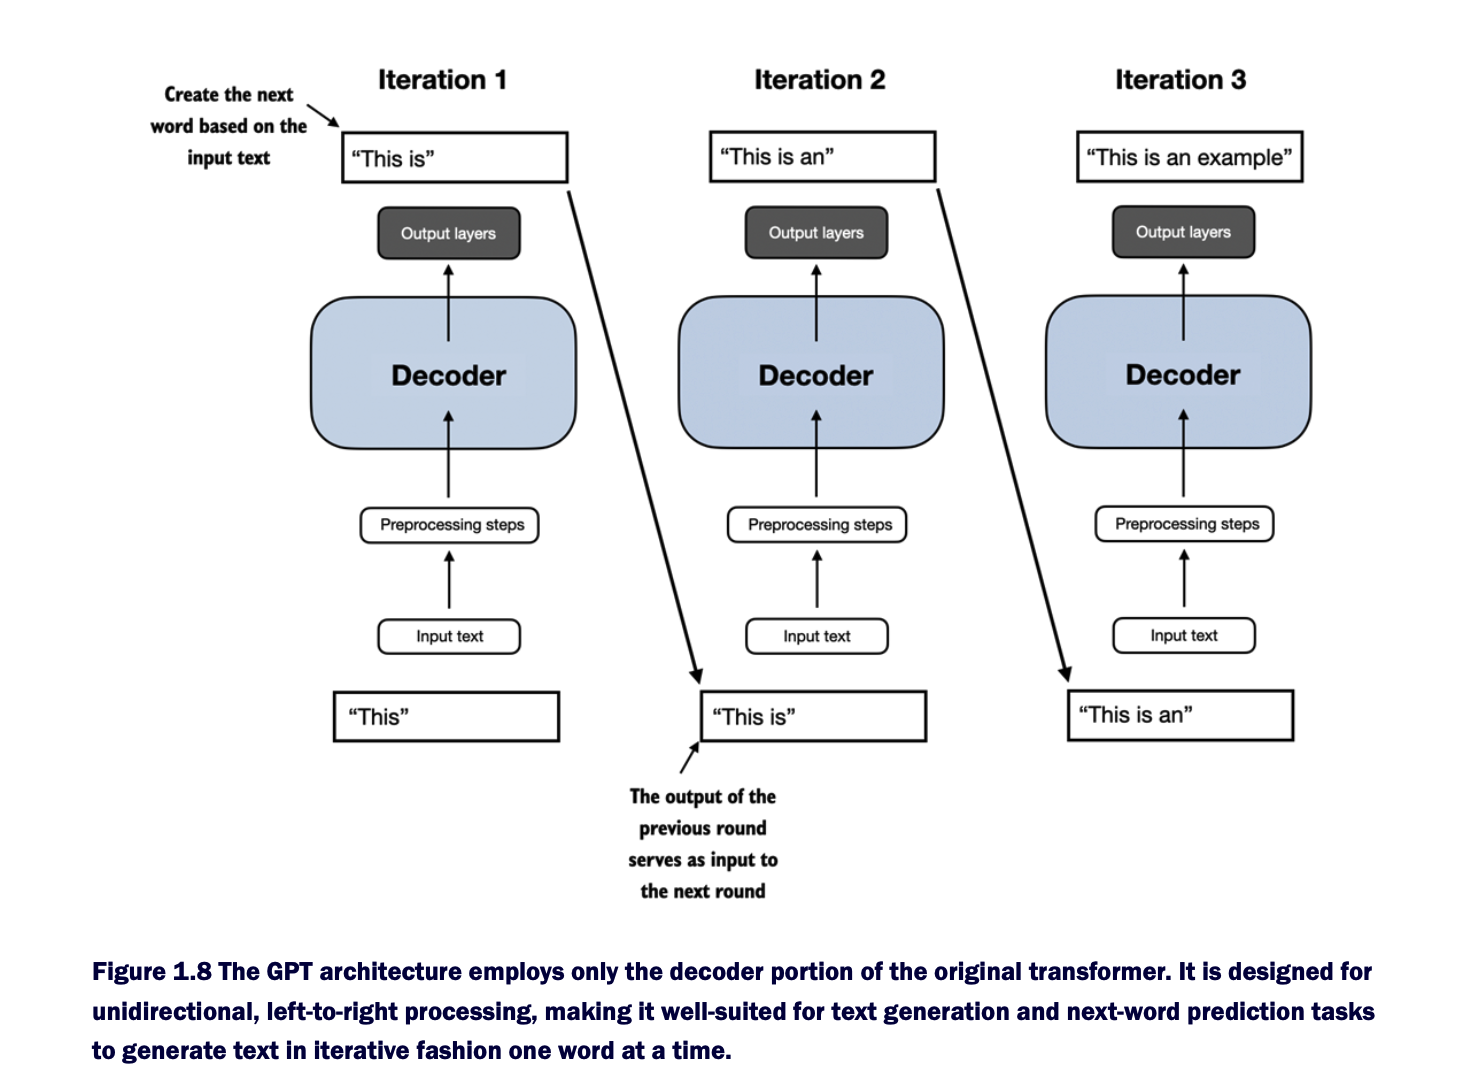 Iteration 1
Iteration 2
Iteration 3
Create the next
word based on the
input text
“This is”
“This is an”
“This is an example”
Output layers
Output layers
Output layers
Decoder
Decoder
Decoder
Preprocessing steps
Preprocessing steps
Preprocessing steps
Input text
Input text
Input text
“This”
“This is”
“This is an”
The output of the
previous round
serves as input to
the next round
Figure 1.8 The GPT architecture employs only the decoder portion of the original transformer. It is designed for
unidirectional, left-to-right processing, making it well-suited for text generation and next-word prediction tasks
to generate text in iterative fashion one word at a time.